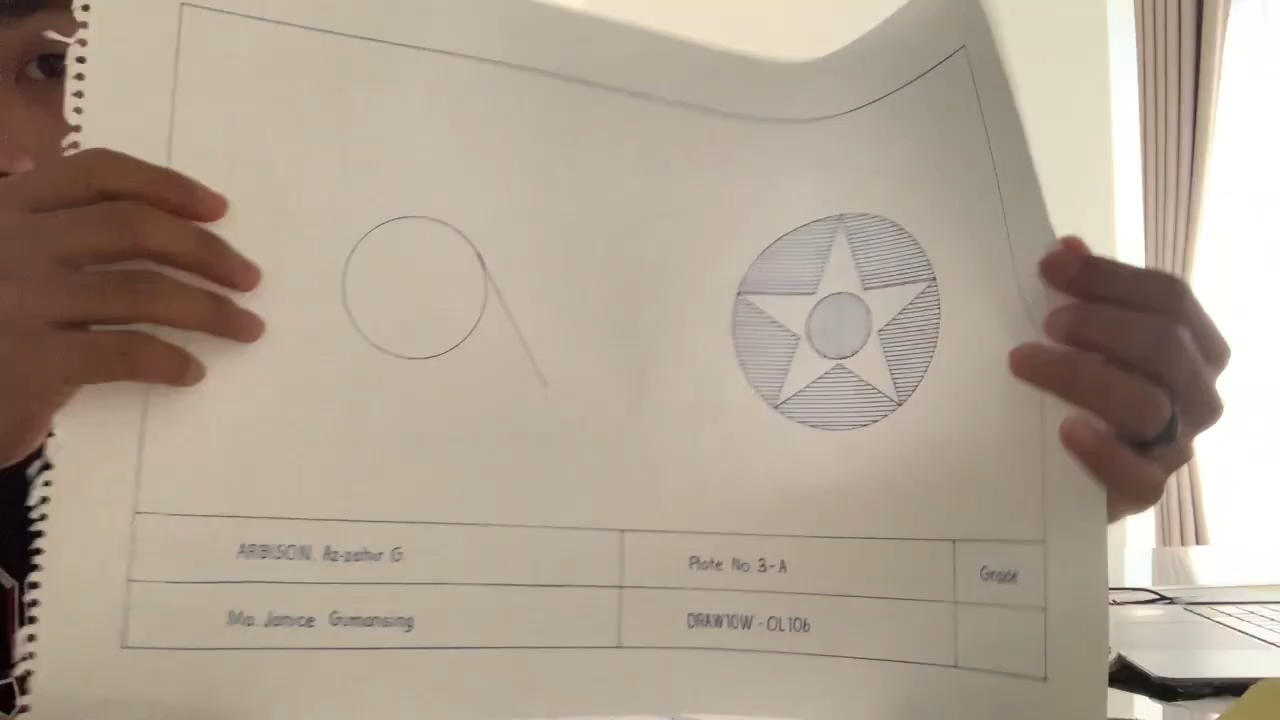 ARBISON. Az-zahir G.
Plate No. 3-A
Grade
Ms. Janice Gumansing
DRAW10W - OL106